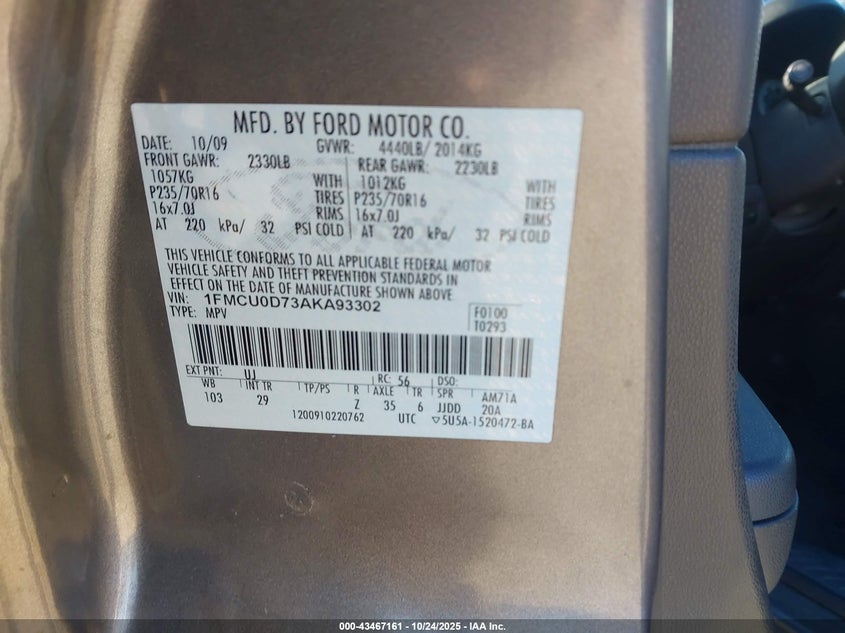 MFD. BY FORD MOTOR CO.
DATE: 10/09 GVWR: 4440LB/ 2014KG
FRONT GAWR: 2330LB REAR GAWR: 2230LB
1057KG WITH 1012KG WITH
P235/70R16 TIRES P235/70R16 TIRES
16x7.0J RIMS 16x7.0J RIMS
AT 220 kPa/ 32 PSI COLD AT 220 kPa/ 32 PSI COLD
THIS VEHICLE CONFORMS TO ALL APPLICABLE FEDERAL MOTOR
VEHICLE SAFETY AND THEFT PREVENTION STANDARDS IN
EFFECT ON THE DATE OF MANUFACTURE SHOWN ABOVE
VIN: 1FMCU0D73AKA93302 F0100
TYPE: MPV T0293
EXT PNT: UJ RC: 56 DSO:
WB INT TR TP/PS R AXLE TR SPR AM71A
103 29 Z 35 6 JJDD 20A
1200910220762 UTC ▽5U5A-1520472-BA
000-43467161 | 10/24/2025 | IAA Inc.